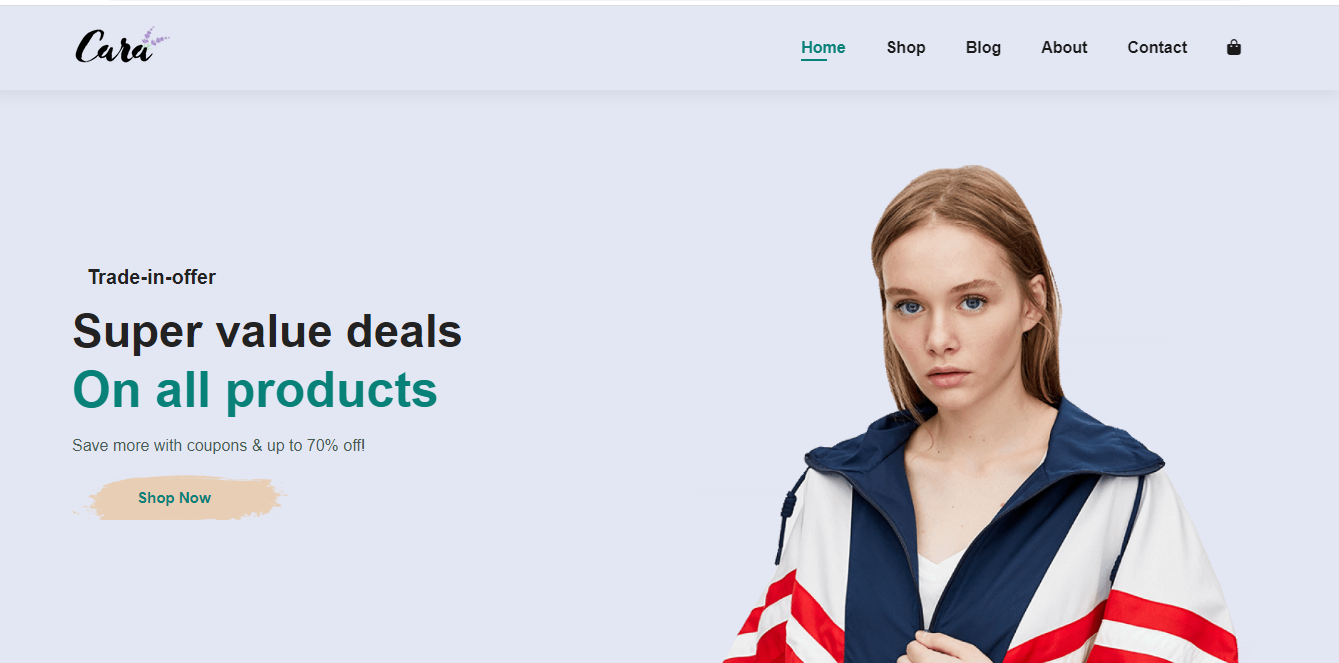 Cara
Home Shop Blog About Contact
Trade-in-offer
Super value deals
On all products
Save more with coupons & up to 70% off!
Shop Now